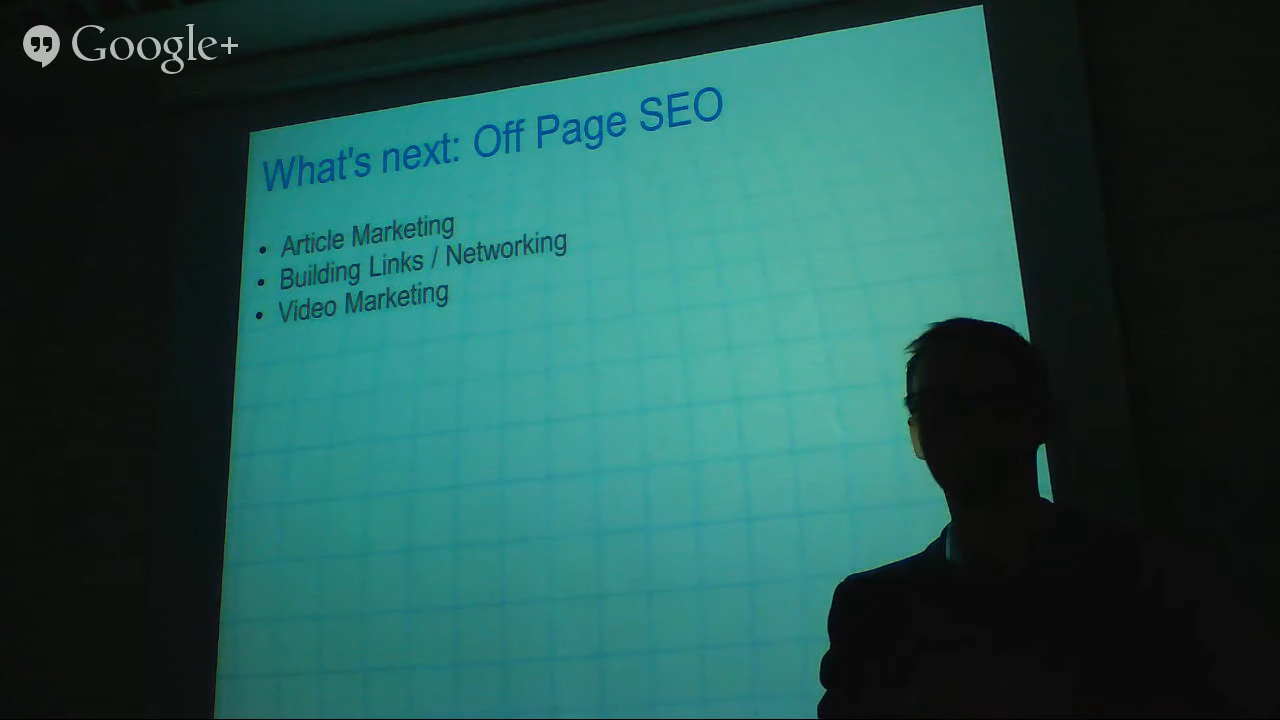 Google+
What's next: Off Page SEO
• Article Marketing
• Building Links / Networking
• Video Marketing